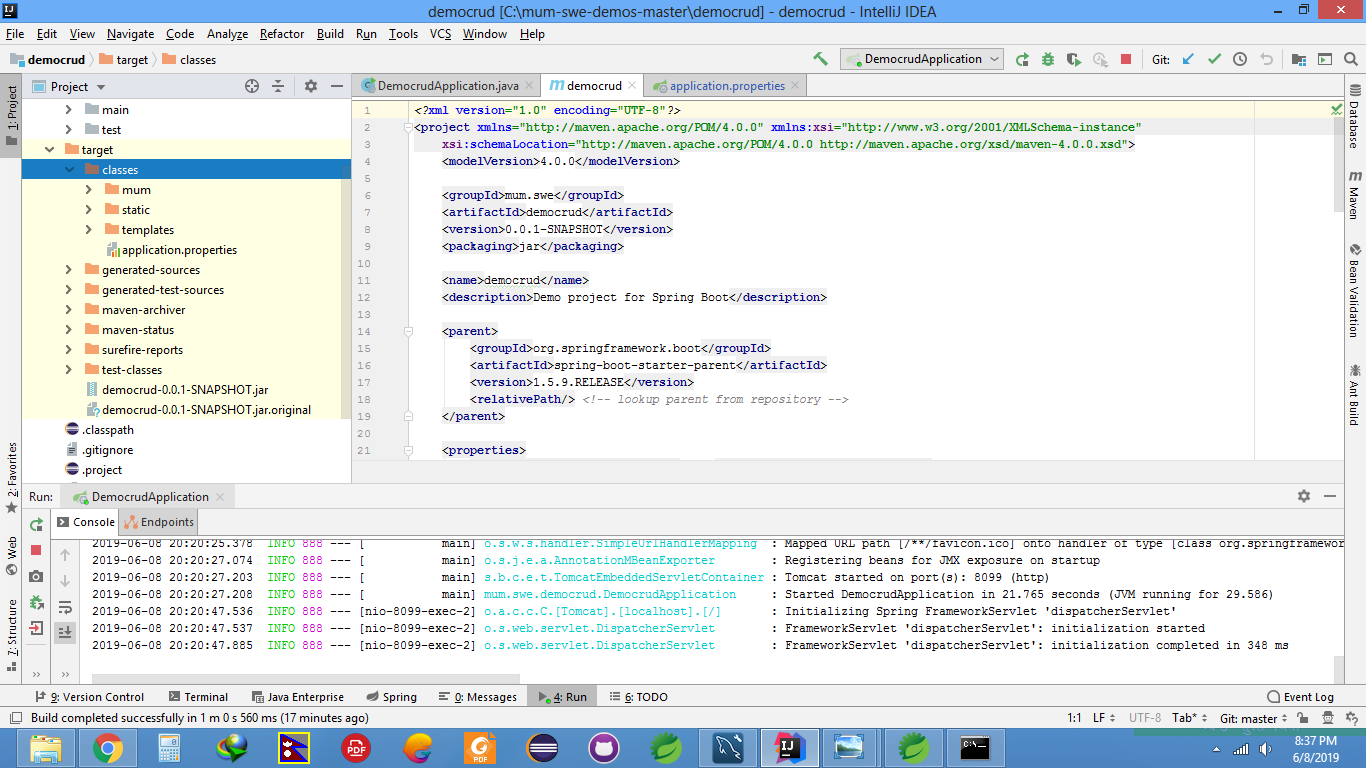 democrud [C:\mum-swe-demos-master\democrud] - democrud - IntelliJ IDEA
File Edit View Navigate Code Analyze Refactor Build Run Tools VCS Window Help
democrud target classes DemocrudApplication Git:
Project DemocrudApplication.java democrud application.properties
1: Project
2: Favorites
Web
7: Structure
main
test
target
classes
mum
static
templates
application.properties
generated-sources
generated-test-sources
maven-archiver
maven-status
surefire-reports
test-classes
democrud-0.0.1-SNAPSHOT.jar
democrud-0.0.1-SNAPSHOT.jar.original
.classpath
.gitignore
.project
1 <?xml version="1.0" encoding="UTF-8"?>
2 <project xmlns="http://maven.apache.org/POM/4.0.0" xmlns:xsi="http://www.w3.org/2001/XMLSchema-instance"
3 xsi:schemaLocation="http://maven.apache.org/POM/4.0.0 http://maven.apache.org/xsd/maven-4.0.0.xsd">
4 <modelVersion>4.0.0</modelVersion>
5
6 <groupId>mum.swe</groupId>
7 <artifactId>democrud</artifactId>
8 <version>0.0.1-SNAPSHOT</version>
9 <packaging>jar</packaging>
10
11 <name>democrud</name>
12 <description>Demo project for Spring Boot</description>
13
14 <parent>
15 <groupId>org.springframework.boot</groupId>
16 <artifactId>spring-boot-starter-parent</artifactId>
17 <version>1.5.9.RELEASE</version>
18 <relativePath/> <!-- lookup parent from repository -->
19 </parent>
20
21 <properties>
Database
Maven
Bean Validation
Ant Build
Run: DemocrudApplication
Console Endpoints
2019-06-08 20:20:25.378 INFO 888 --- [ main] o.s.w.s.handler.SimpleUrlHandlerMapping : Mapped URL path [/**/favicon.ico] onto handler of type [class org.springframewor
2019-06-08 20:20:27.074 INFO 888 --- [ main] o.s.j.e.a.AnnotationMBeanExporter : Registering beans for JMX exposure on startup
2019-06-08 20:20:27.203 INFO 888 --- [ main] s.b.c.e.t.TomcatEmbeddedServletContainer : Tomcat started on port(s): 8099 (http)
2019-06-08 20:20:27.208 INFO 888 --- [ main] mum.swe.democrud.DemocrudApplication : Started DemocrudApplication in 21.765 seconds (JVM running for 29.586)
2019-06-08 20:20:47.536 INFO 888 --- [nio-8099-exec-2] o.a.c.c.C.[Tomcat].[localhost].[/] : Initializing Spring FrameworkServlet 'dispatcherServlet'
2019-06-08 20:20:47.537 INFO 888 --- [nio-8099-exec-2] o.s.web.servlet.DispatcherServlet : FrameworkServlet 'dispatcherServlet': initialization started
2019-06-08 20:20:47.885 INFO 888 --- [nio-8099-exec-2] o.s.web.servlet.DispatcherServlet : FrameworkServlet 'dispatcherServlet': initialization completed in 348 ms
9: Version Control Terminal Java Enterprise Spring 0: Messages 4: Run 6: TODO Event Log
Build completed successfully in 1 m 0 s 560 ms (17 minutes ago) 1:1 LF UTF-8 Tab* Git: master
PDF PDF IJ C:\_
8:37 PM
6/8/2019